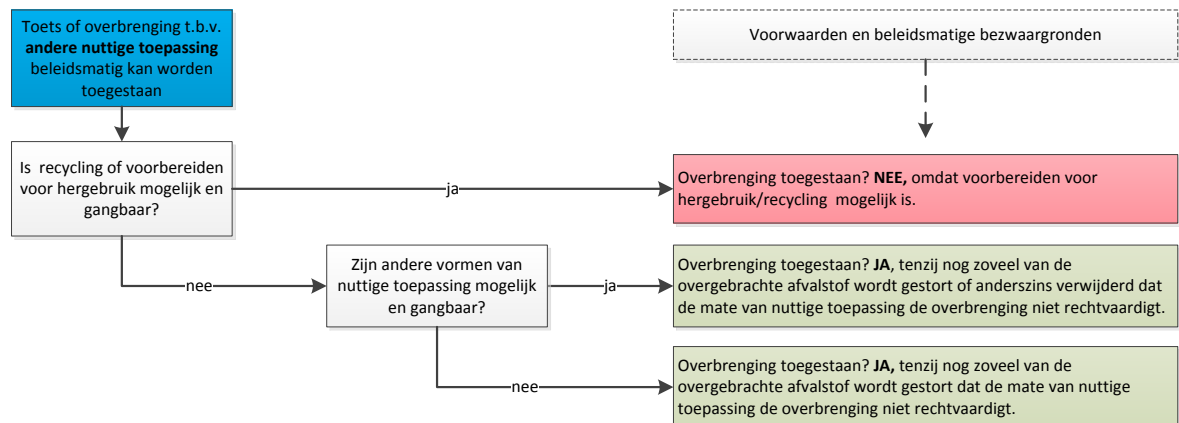 Toets of overbrenging t.b.v.
andere nuttige toepassing
beleidsmatig kan worden
toegestaan
Voorwaarden en beleidsmatige bezwaargronden
Is recycling of voorbereiden
voor hergebruik mogelijk en
gangbaar?
ja
Overbrenging toegestaan? NEE, omdat voorbereiden voor
hergebruik/recycling mogelijk is.
nee
Zijn andere vormen van
nuttige toepassing mogelijk
en gangbaar?
ja
Overbrenging toegestaan? JA, tenzij nog zoveel van de
overgebrachte afvalstof wordt gestort of anderszins verwijderd dat
de mate van nuttige toepassing de overbrenging niet rechtvaardigt.
nee
Overbrenging toegestaan? JA, tenzij nog zoveel van de
overgebrachte afvalstof wordt gestort dat de mate van nuttige
toepassing de overbrenging niet rechtvaardigt.